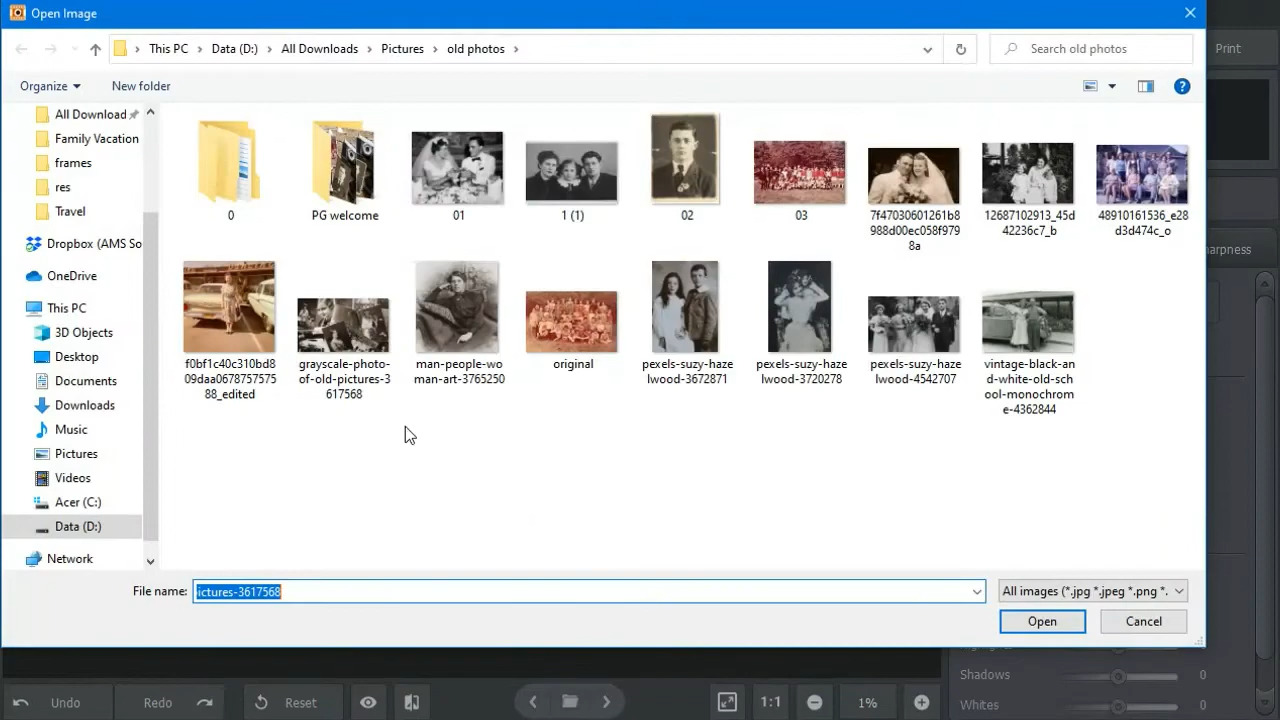 Open Image
This PC
Data (D:)
All Downloads
Pictures
old photos
Search old photos
Print
Organize
New folder
All Download
Family Vacation
frames
res
Travel
Dropbox (AMS So
OneDrive
This PC
3D Objects
Desktop
Documents
Downloads
Music
Pictures
Videos
Acer (C:)
Data (D:)
Network
0
PG welcome
01
1 (1)
02
03
7f47030601261b8
988d00ec058f979
8a
12687102913_45d
42236c7_b
48910161536_e28
d3d474c_o
f0bf1c40c310bd8
09daa0678757575
88_edited
grayscale-photo-
of-old-pictures-3
617568
man-people-wo
man-art-3765250
original
pexels-suzy-haze
lwood-3672871
pexels-suzy-haze
lwood-3720278
pexels-suzy-haze
lwood-4542707
vintage-black-an
d-white-old-sch
ool-monochrom
e-4362844
harpness
File name:
ictures-3617568
All images (*.jpg *.jpeg *.png *.
Open
Cancel
Shadows
0
Whites
0
Undo
Redo
Reset
1:1
1%